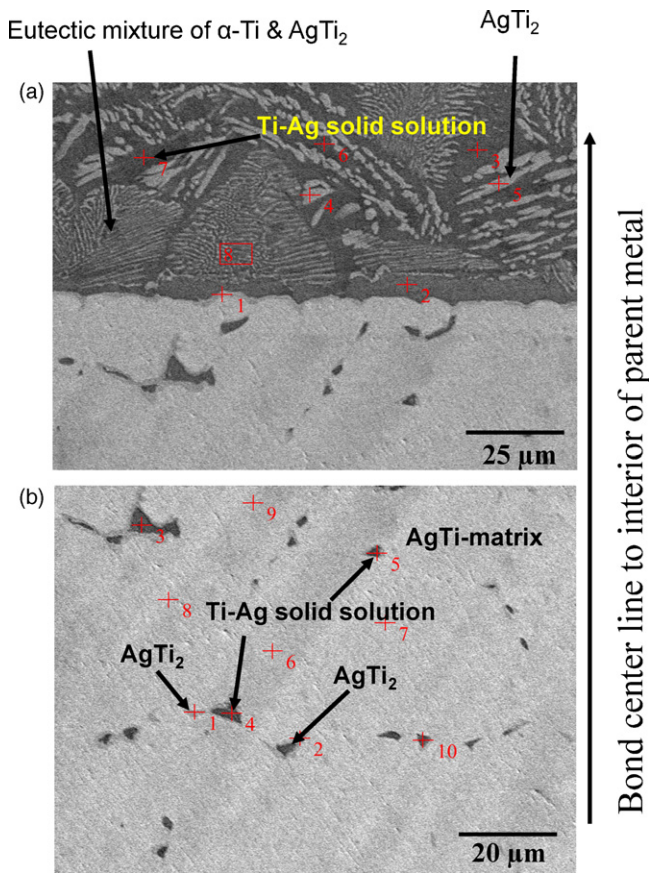 Eutectic mixture of α-Ti & AgTi₂
AgTi₂
(a)
Ti-Ag solid solution
7
6
3
5
4
8
1
2
25 µm
(b)
9
3
AgTi-matrix
5
8
Ti-Ag solid solution
7
6
AgTi₂
AgTi₂
1
4
2
10
20 µm
Bond center line to interior of parent metal